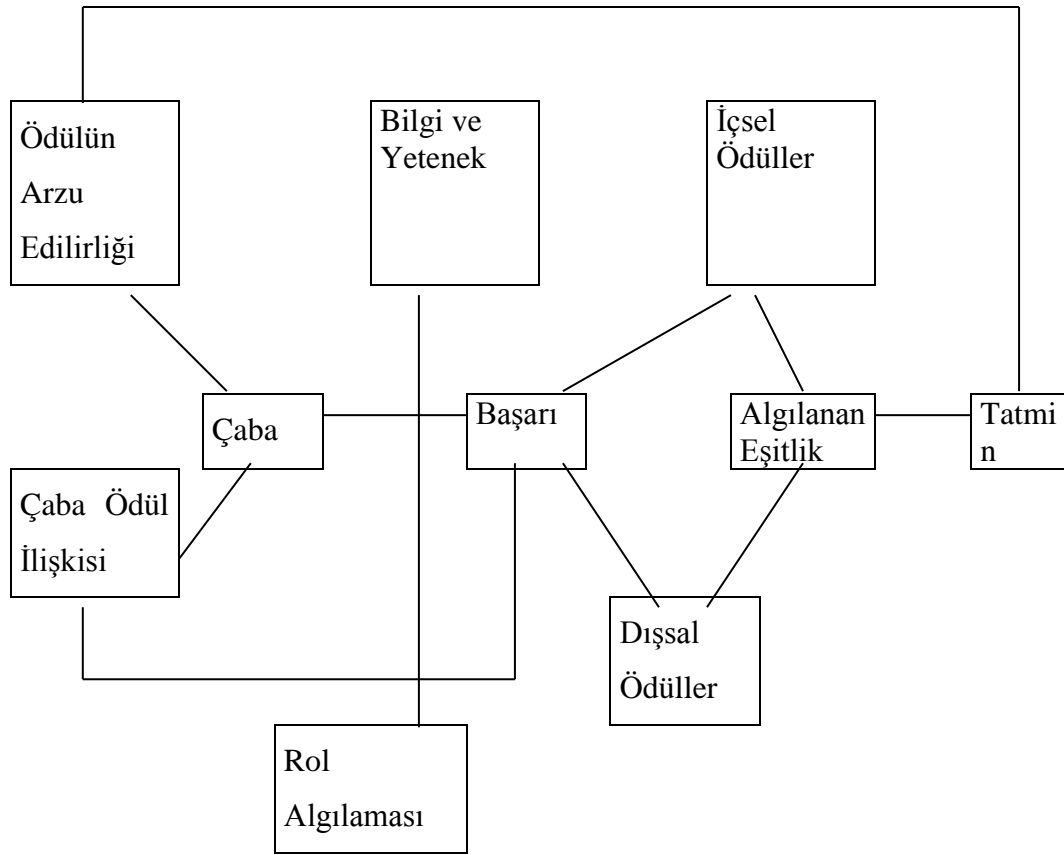 Ödülün
Arzu
Edilirliği
Bilgi ve
Yetenek
İçsel
Ödüller
Çaba
Başarı
Algılanan
Eşitlik
Tatmi
n
Çaba Ödül
İlişkisi
Dışsal
Ödüller
Rol
Algılaması